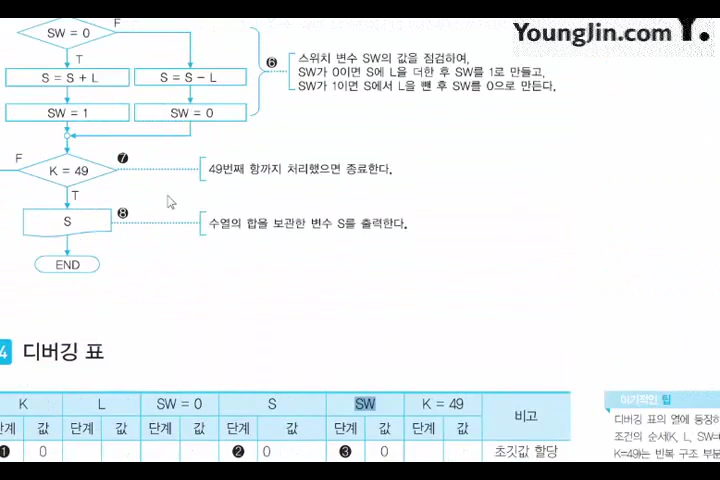 YoungJin.com Y.
SW = 0
F
T
S = S + L
S = S − L
SW = 1
SW = 0
❻
스위치 변수 SW의 값을 점검하여,
SW가 0이면 S에 L을 더한 후 SW를 1로 만들고,
SW가 1이면 S에서 L을 뺀 후 SW를 0으로 만든다.
F
K = 49
❼
49번째 항까지 처리했으면 종료한다.
T
S
❽
수열의 합을 보관한 변수 S를 출력한다.
END
4 디버깅 표
K L SW = 0 S SW K = 49 비고
단계 값 단계 값 단계 값 단계 값 단계 값 단계 값
❶ 0 ❷ 0 ❸ 0 초깃값 할당
이기적인 팁
디버깅 표의 열에 등장하
조건의 순서(K, L, SW=
K=49)는 반복 구조 부분